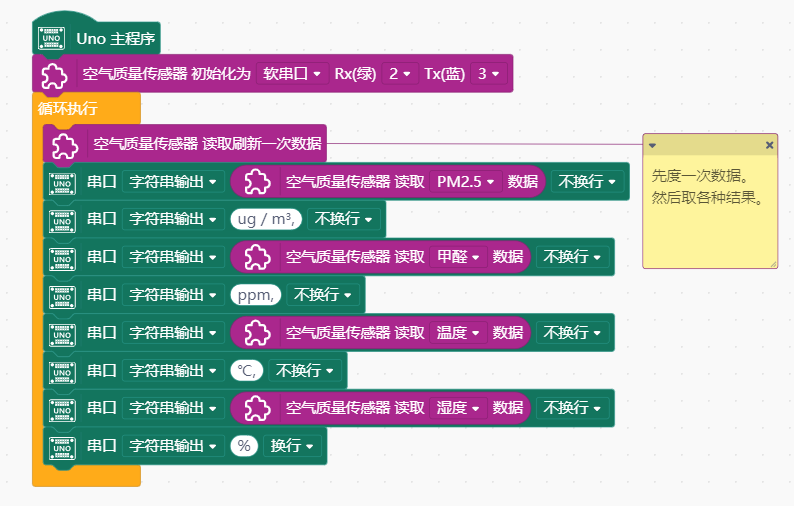 UNO Uno 主程序
空气质量传感器 初始化为 软串口 Rx(绿) 2 Tx(蓝) 3
循环执行
空气质量传感器 读取刷新一次数据
先度一次数据。
然后取各种结果。
UNO 串口 字符串输出 空气质量传感器 读取 PM2.5 数据 不换行
UNO 串口 字符串输出 ug / m³, 不换行
UNO 串口 字符串输出 空气质量传感器 读取 甲醛 数据 不换行
UNO 串口 字符串输出 ppm, 不换行
UNO 串口 字符串输出 空气质量传感器 读取 温度 数据 不换行
UNO 串口 字符串输出 ℃, 不换行
UNO 串口 字符串输出 空气质量传感器 读取 湿度 数据 不换行
UNO 串口 字符串输出 % 换行